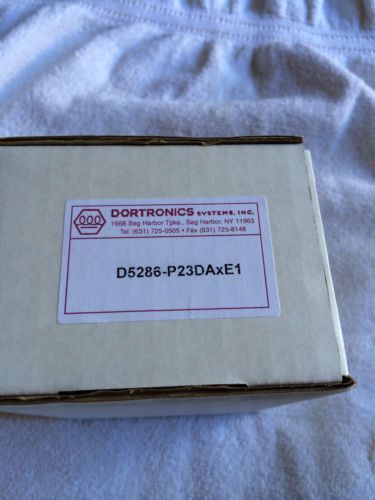 000
DORTRONICS SYSTEMS, INC.
1668 Sag Harbor Tpke., Sag Harbor, NY 11963
Tel. (631) 725-0505 • Fax (631) 725-8148
D5286-P23DAxE1